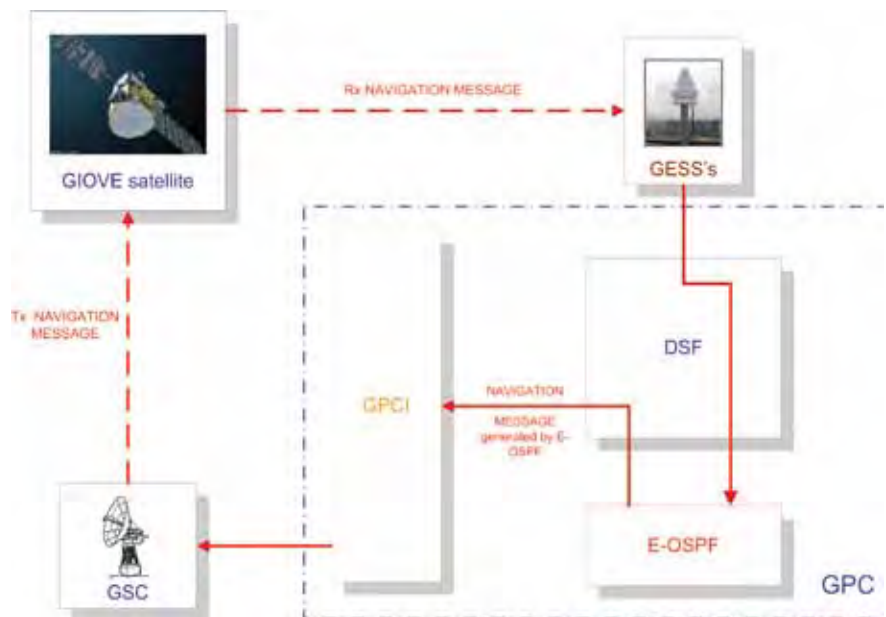 Rx NAVIGATION MESSAGE
GIOVE satellite
GESS's
Tx NAVIGATION
MESSAGE
DSF
NAVIGATION
GPCI
MESSAGE
generated by E-
OSPF
E-OSPF
GSC
GPC